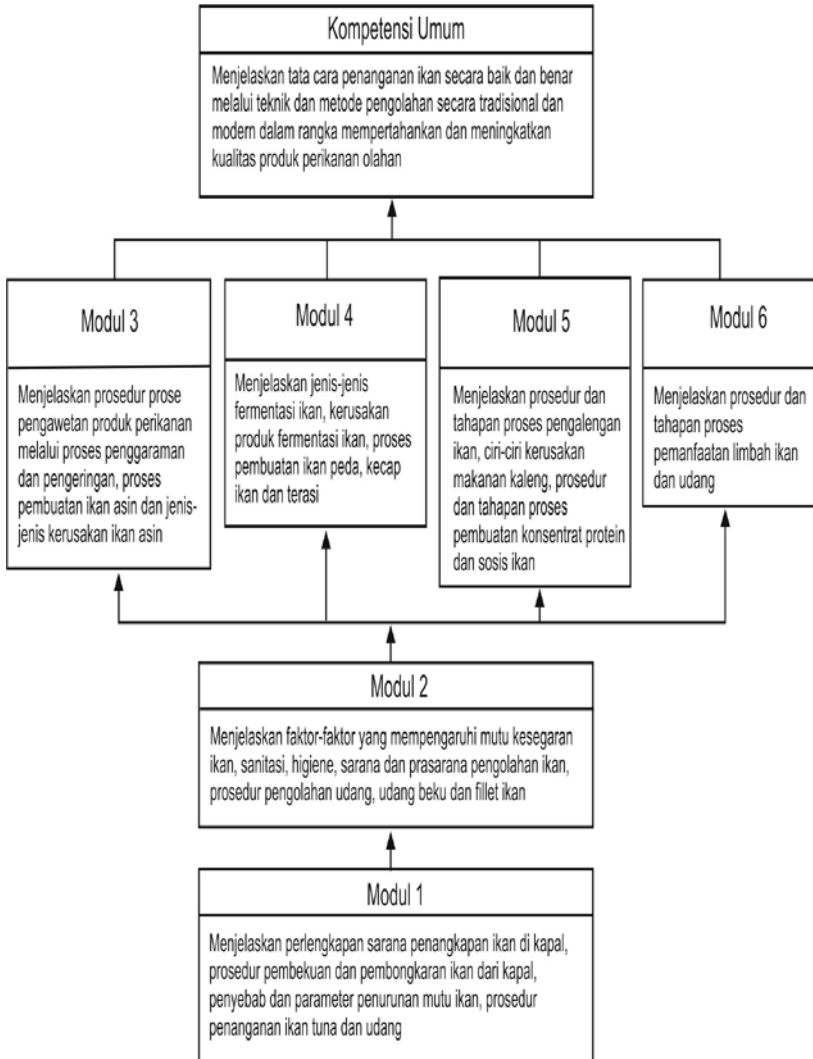 Kompetensi Umum
Menjelaskan tata cara penanganan ikan secara baik dan benar
melalui teknik dan metode pengolahan secara tradisional dan
modern dalam rangka mempertahankan dan meningkatkan
kualitas produk perikanan olahan
Modul 3
Menjelaskan prosedur prose
pengawetan produk perikanan
melalui proses penggaraman
dan pengeringan, proses
pembuatan ikan asin dan jenis-
jenis kerusakan ikan asin
Modul 4
Menjelaskan jenis-jenis
fermentasi ikan, kerusakan
produk fermentasi ikan, proses
pembuatan ikan peda, kecap
ikan dan terasi
Modul 5
Menjelaskan prosedur dan
tahapan proses pengalengan
ikan, ciri-ciri kerusakan
makanan kaleng, prosedur
dan tahapan proses
pembuatan konsentrat protein
dan sosis ikan
Modul 6
Menjelaskan prosedur dan
tahapan proses
pemanfaatan limbah ikan
dan udang
Modul 2
Menjelaskan faktor-faktor yang mempengaruhi mutu kesegaran
ikan, sanitasi, higiene, sarana dan prasarana pengolahan ikan,
prosedur pengolahan udang, udang beku dan fillet ikan
Modul 1
Menjelaskan perlengkapan sarana penangkapan ikan di kapal,
prosedur pembekuan dan pembongkaran ikan dari kapal,
penyebab dan parameter penurunan mutu ikan, prosedur
penanganan ikan tuna dan udang